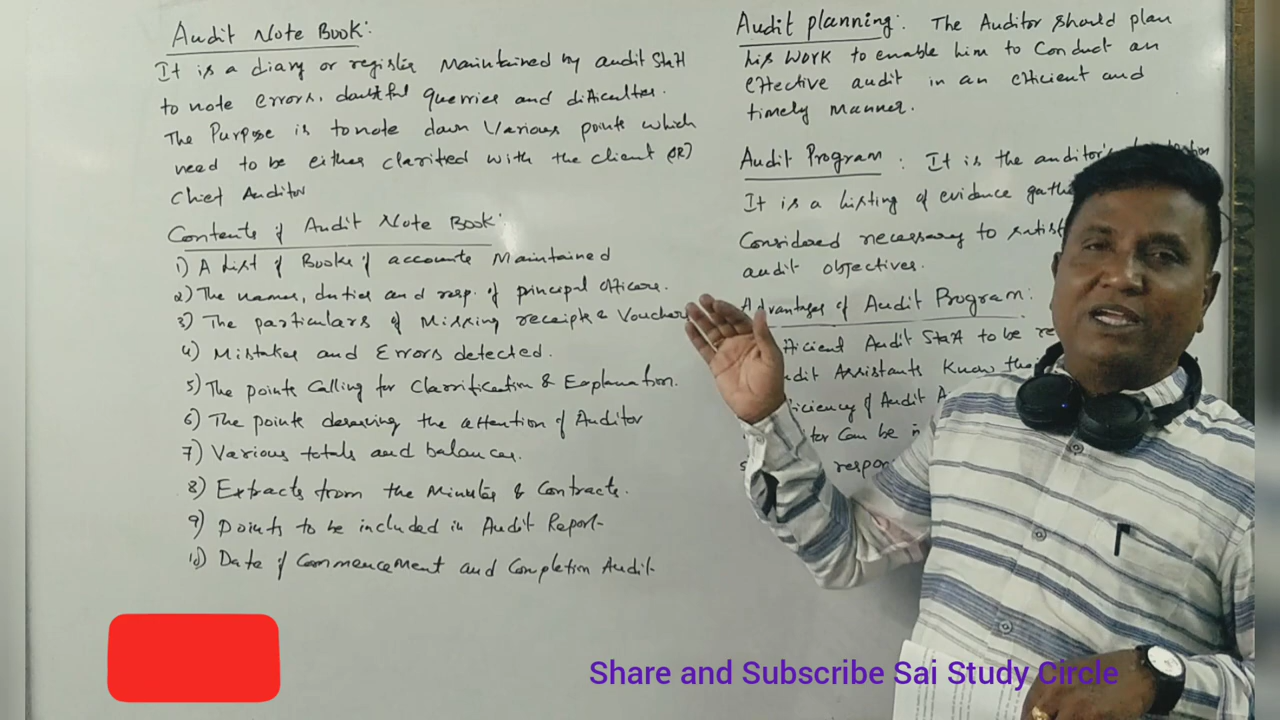 Audit Note Book:
It is a diary or register Maintained by audit Staff
to note errors, doubtful querries and difficulties.
The Purpose is to note down Various points which
need to be either clarified with the client (OR)
Chief Auditor
Contents of Audit Note Book:
1) A List of Books of accounts Maintained
2) The names, duties and resp. of principal officers.
3) The particulars of Missing receipts & Vouchers
4) Mistakes and Errors detected.
5) The points Calling for Clarification & Explanation.
6) The points deserving the attention of Auditor
7) Various totals and balances.
8) Extracts from the Minutes & Contracts.
9) points to be included in Audit Report-
10) Date of Commencement and Completion Audit-
Audit planning: The Auditor should plan
his work to enable him to Conduct an
effective audit in an efficient and
timely manner.
Audit Program : It is the auditor's
It is a listing of evidence
Considered necessary to
audit objectives.
Advantages of Audit Program:
Audit Staff to be
Assistants Know
of Audit
Can be
Share and Subscribe Sai Study Circle